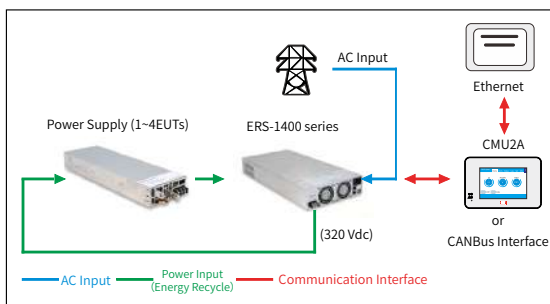 AC Input
Ethernet
Power Supply (1~4EUTs)
ERS-1400 series
CMU2A
(320 Vdc)
or
CANBus Interface
AC Input
Power Input
(Energy Recycle)
Communication Interface